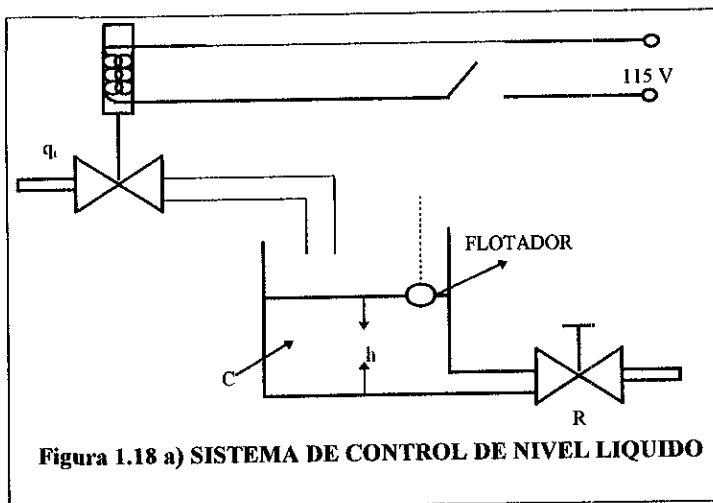 115 V
qᵢ
FLOTADOR
h
C
R
Figura 1.18 a) SISTEMA DE CONTROL DE NIVEL LIQUIDO